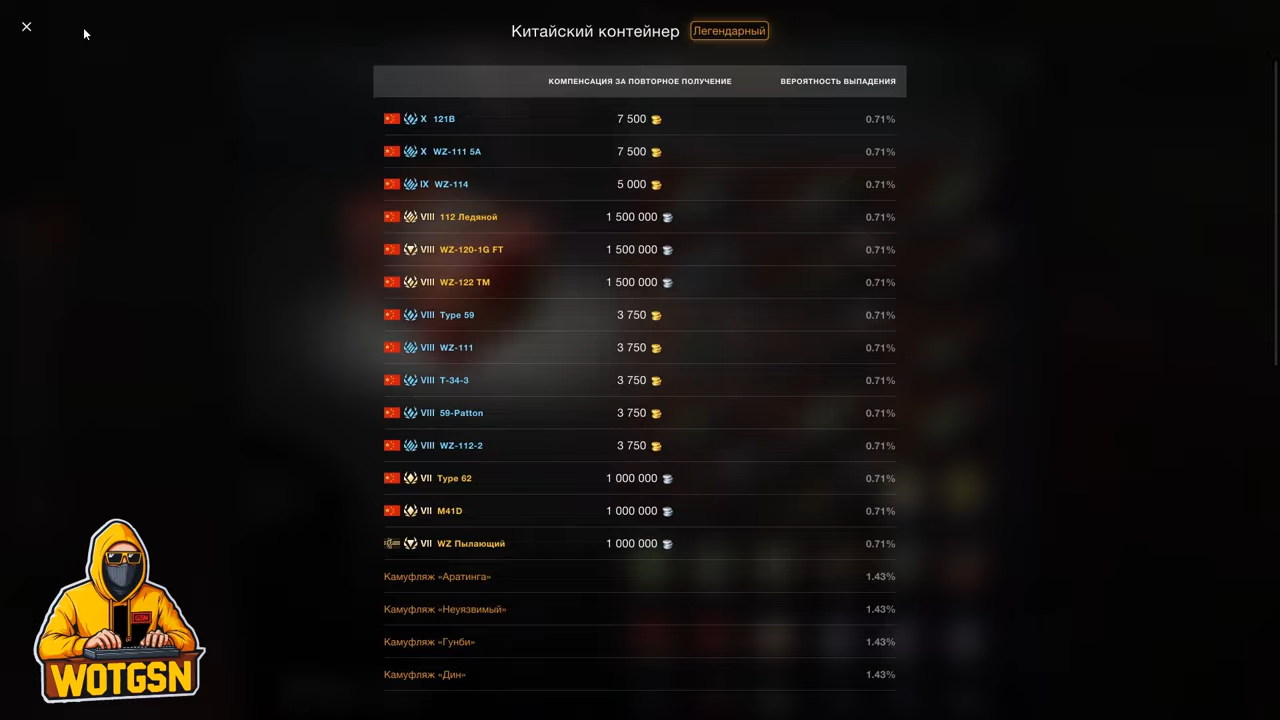 Китайский контейнер Легендарный
КОМПЕНСАЦИЯ ЗА ПОВТОРНОЕ ПОЛУЧЕНИЕ ВЕРОЯТНОСТЬ ВЫПАДЕНИЯ
X 121B 7 500 0.71%
X WZ-111 5A 7 500 0.71%
IX WZ-114 5 000 0.71%
VIII 112 Ледяной 1 500 000 0.71%
VIII WZ-120-1G FT 1 500 000 0.71%
VIII WZ-122 TM 1 500 000 0.71%
VIII Type 59 3 750 0.71%
VIII WZ-111 3 750 0.71%
VIII T-34-3 3 750 0.71%
VIII 59-Patton 3 750 0.71%
VIII WZ-112-2 3 750 0.71%
VII Type 62 1 000 000 0.71%
VII M41D 1 000 000 0.71%
VII WZ Пылающий 1 000 000 0.71%
Камуфляж «Аратинга» 1.43%
Камуфляж «Неуязвимый» 1.43%
Камуфляж «Гунби» 1.43%
Камуфляж «Дин» 1.43%
GSN
WOTGSN